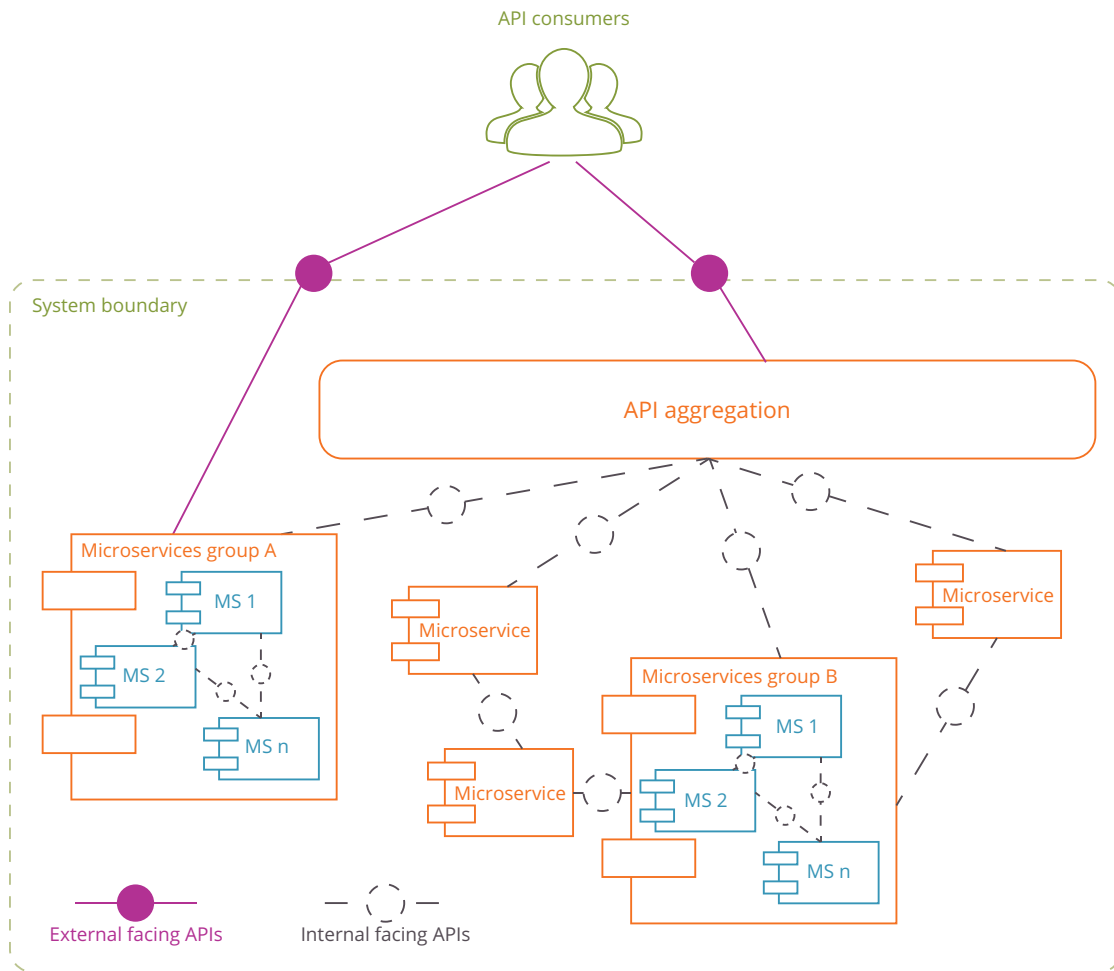 API consumers
System boundary
API aggregation
Microservices group A
MS 1
MS 2
MS n
Microservice
Microservice
Microservices group B
MS 1
MS 2
MS n
Microservice
External facing APIs
Internal facing APIs